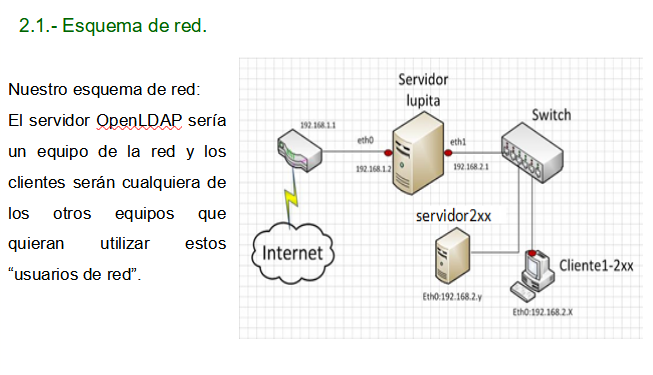 2.1.- Esquema de red.
Nuestro esquema de red:
El servidor OpenLDAP sería
un equipo de la red y los
clientes serán cualquiera de
los otros equipos que
quieran utilizar estos
“usuarios de red”.
Servidor
lupita
Switch
192.168.1.1
eth0
eth1
192.168.1.2
192.168.2.1
servidor2xx
Internet
Cliente1-2xx
Eth0:192.168.2.y
Eth0:192.168.2.X